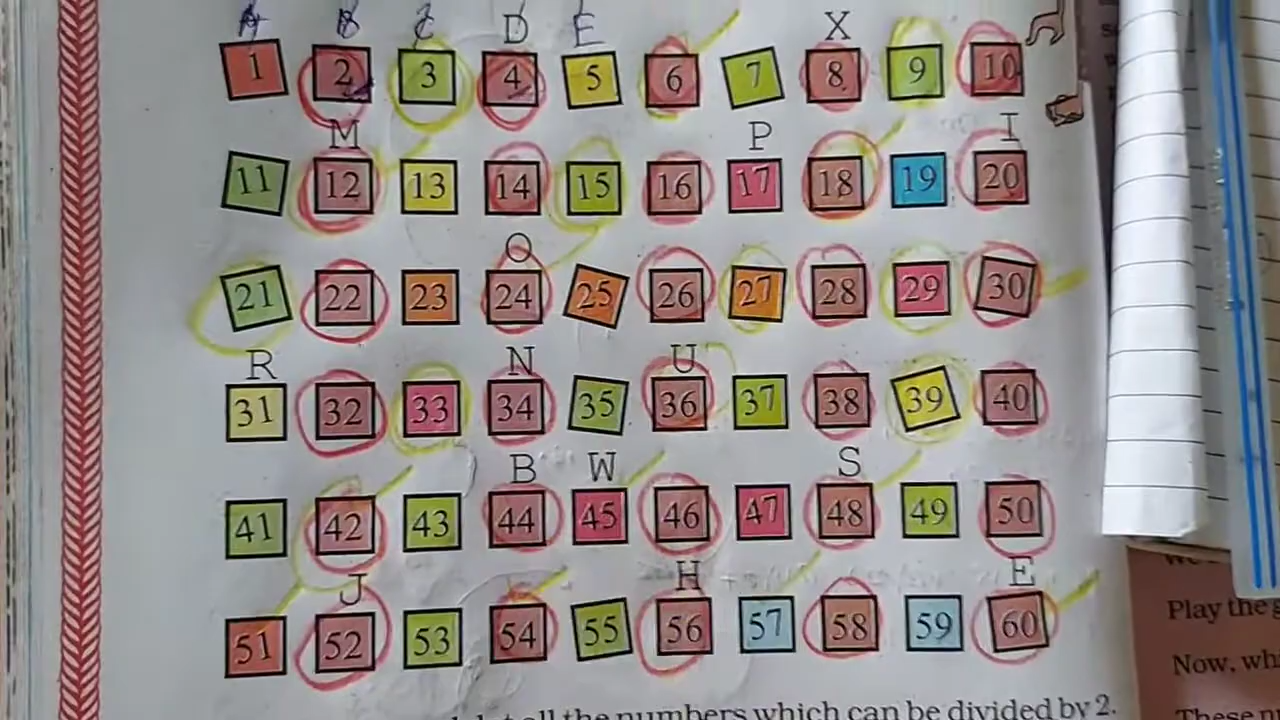 A B C D E X
1 2 3 4 5 6 7 8 9 10
M P I
11 12 13 14 15 16 17 18 19 20
O
21 22 23 24 25 26 27 28 29 30
R N U
31 32 33 34 35 36 37 38 39 40
B W S
41 42 43 44 45 46 47 48 49 50
J H E
51 52 53 54 55 56 57 58 59 60
all the numbers which can be divided by 2.
Play the
Now, wh
These n